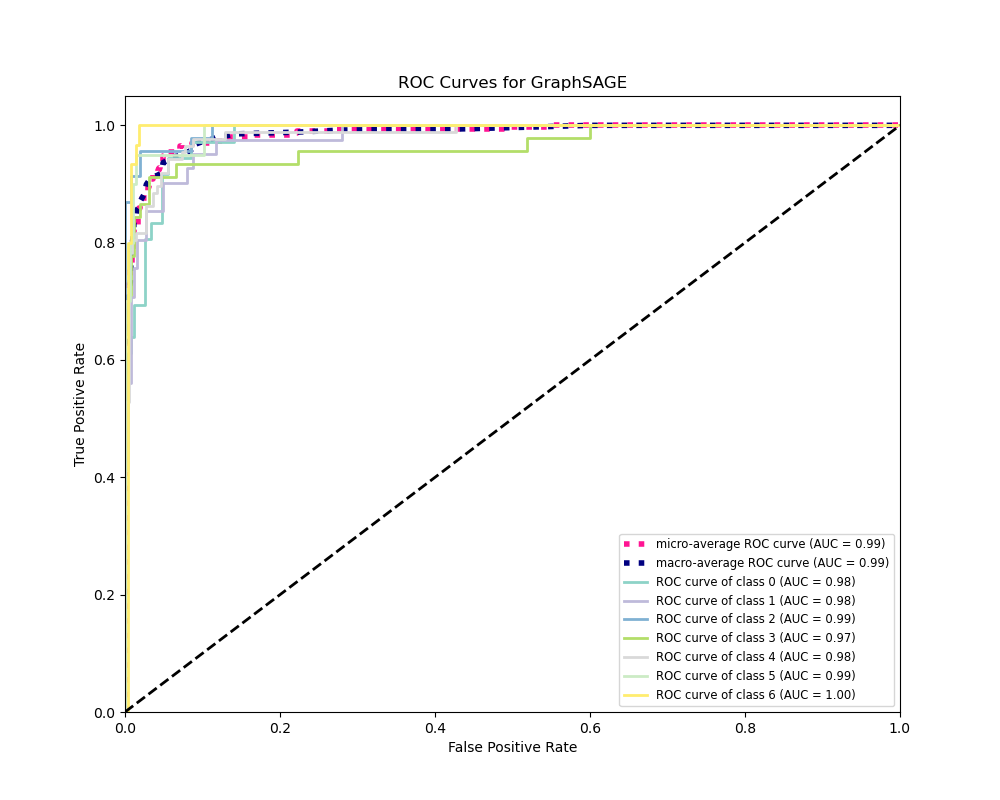 ROC Curves for GraphSAGE
True Positive Rate
1.0
0.8
0.6
0.4
0.2
0.0
micro-average ROC curve (AUC = 0.99)
macro-average ROC curve (AUC = 0.99)
ROC curve of class 0 (AUC = 0.98)
ROC curve of class 1 (AUC = 0.98)
ROC curve of class 2 (AUC = 0.99)
ROC curve of class 3 (AUC = 0.97)
ROC curve of class 4 (AUC = 0.98)
ROC curve of class 5 (AUC = 0.99)
ROC curve of class 6 (AUC = 1.00)
0.0 0.2 0.4 0.6 0.8 1.0
False Positive Rate